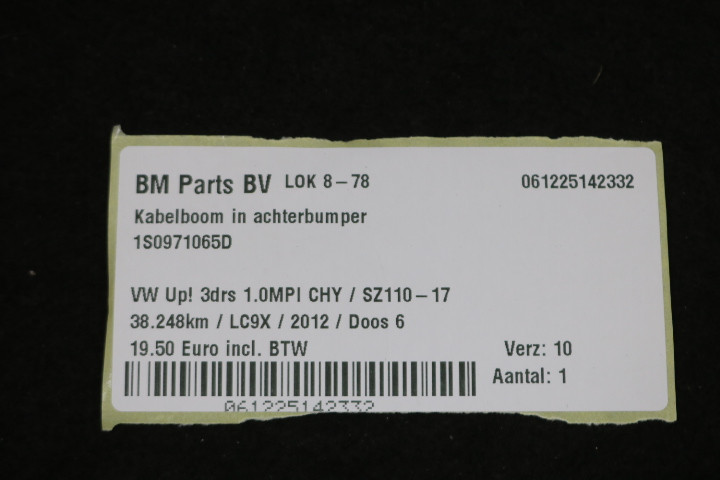 BM Parts BV LOK 8-78 061225142332
Kabelboom in achterbumper
1S0971065D
VW Up! 3drs 1.0MPI CHY / SZ110-17
38.248km / LC9X / 2012 / Doos 6
19.50 Euro incl. BTW Verz: 10
Aantal: 1
061225142332